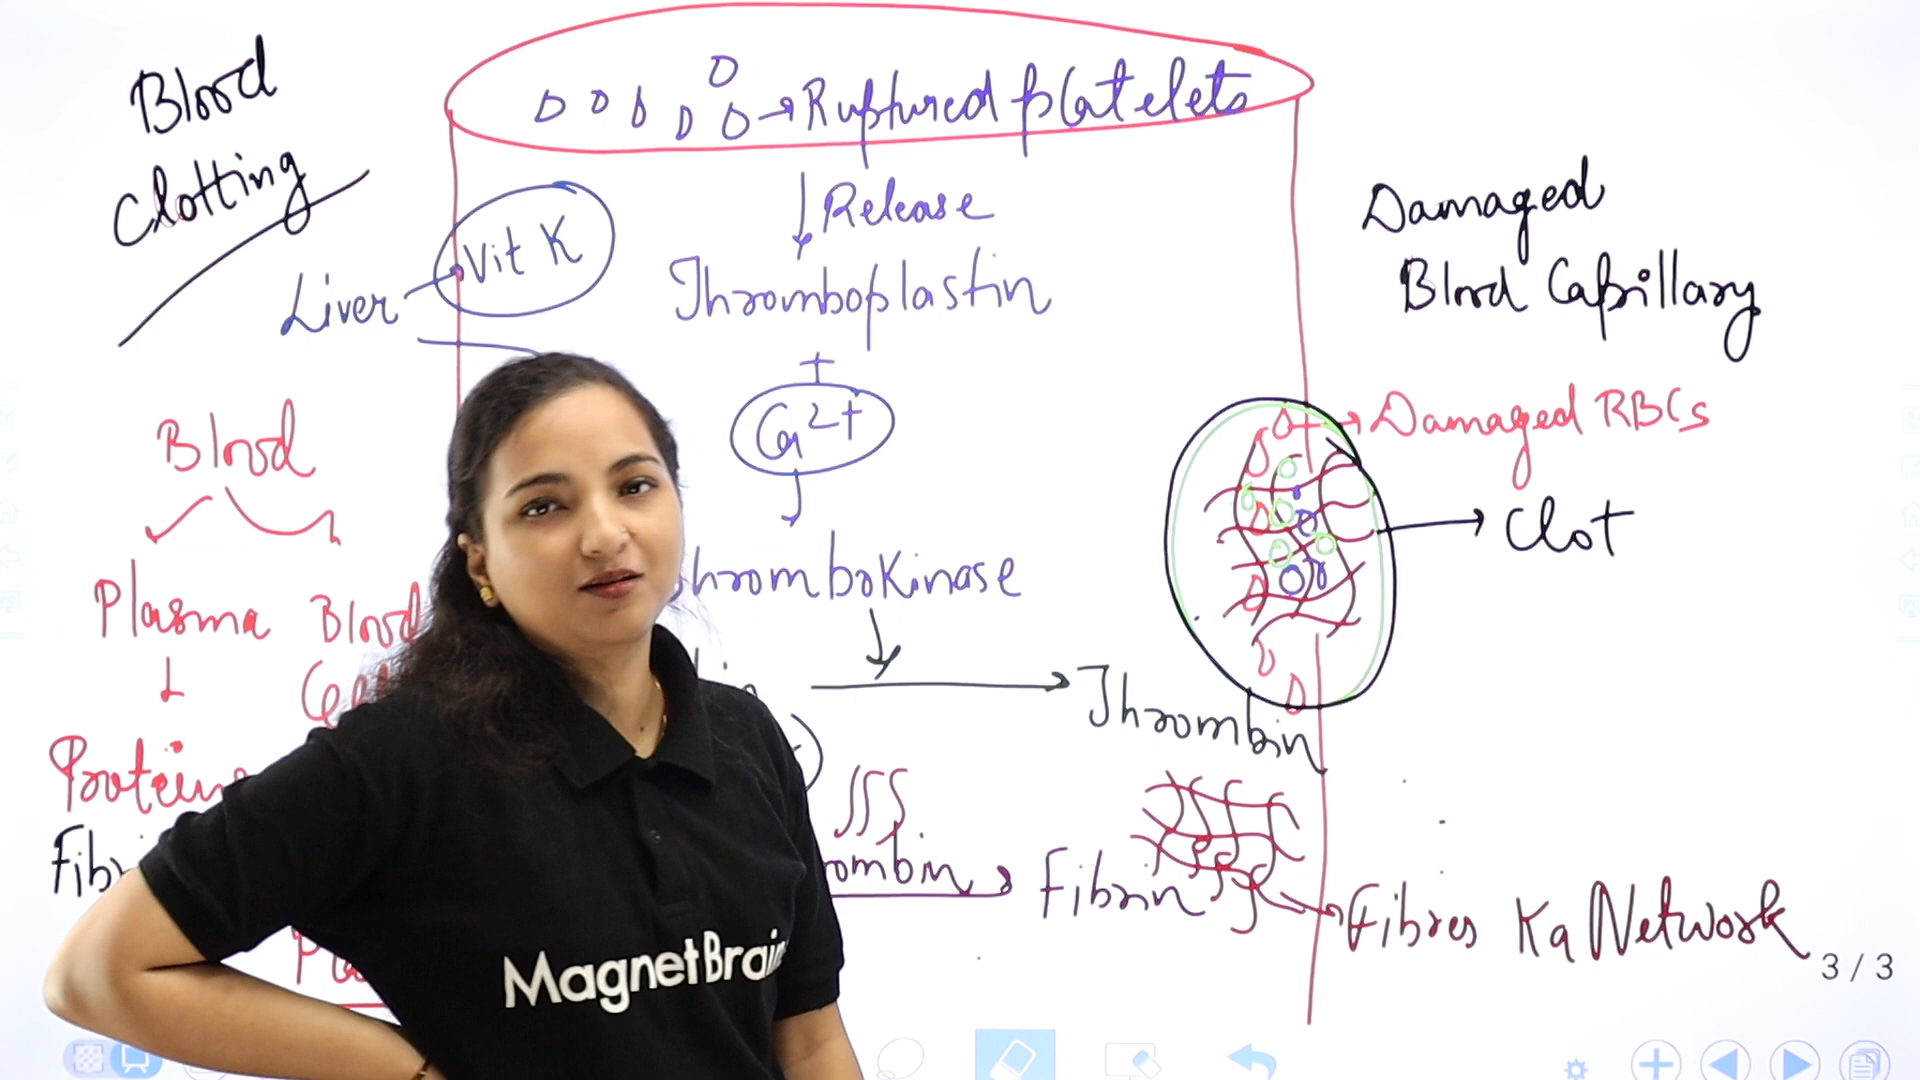 Blood
Clotting
Ruptured platelets
Release
Liver
Vit K
Thromboplastin
+
Ca2+
Damaged
Blood Capillary
Damaged RBCs
Clot
Blood
Plasma
Blood
Proteins
thrombokinase
Thrombin
Fibrin
Fibres Ka Network
MagnetBrain
3/3